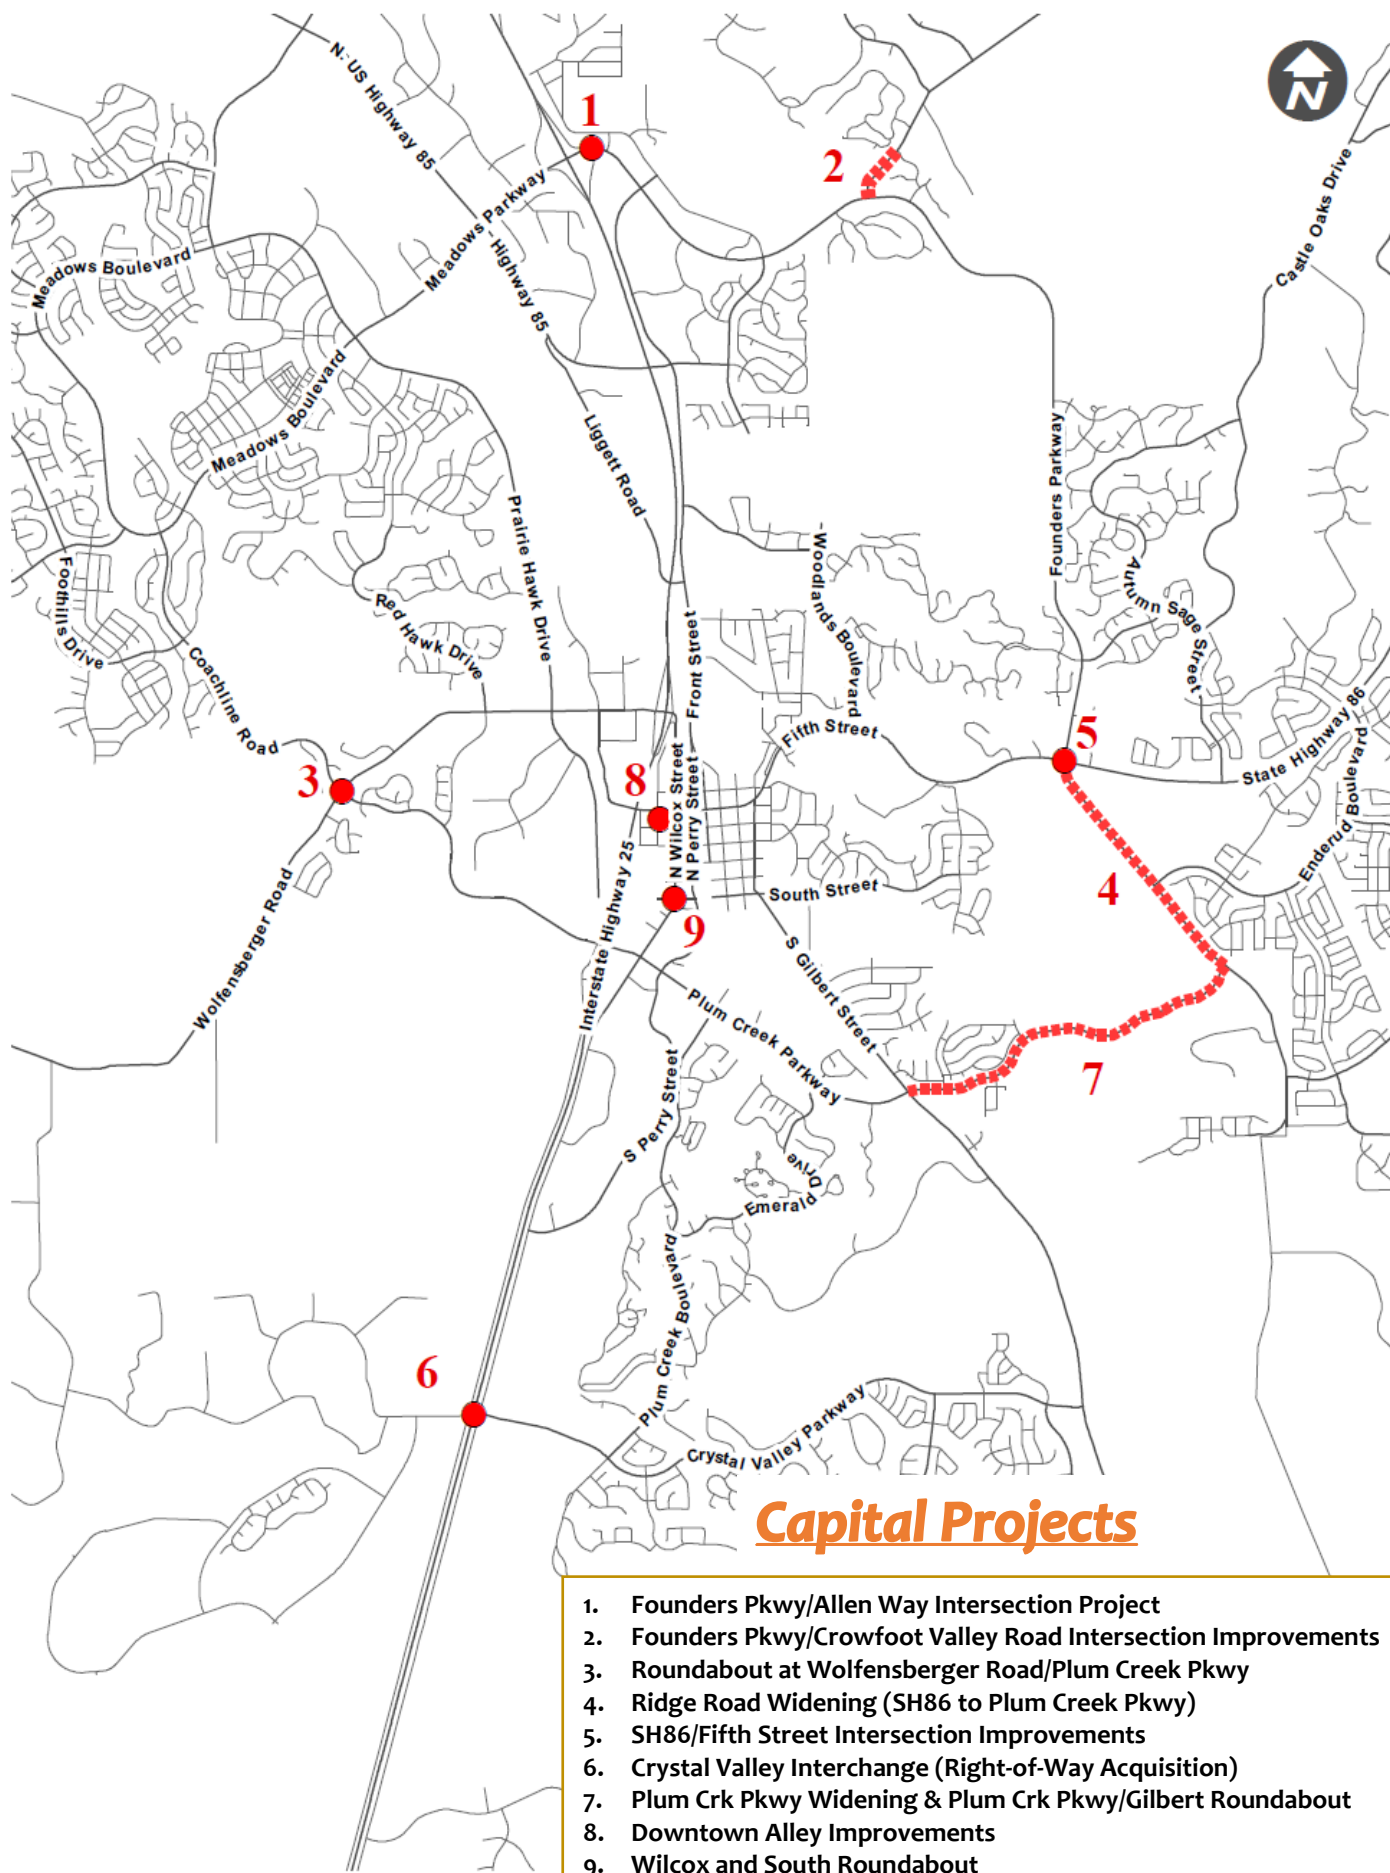 N
N. US Highway 85
1
2
Castle Oaks Drive
Meadows Parkway
Meadows Boulevard
Highway 85
Meadows Boulevard
Liggett Road
Founders Parkway
Prairie Hawk Drive
Woodlands Boulevard
Autumn Sage Street
Foothills Drive
Red Hawk Drive
Coachline Road
Front Street
Fifth Street
5
State Highway 86
Enderud Boulevard
3
8
N Wilcox Street
N Perry Street
Interstate Highway 25
South Street
4
9
Wolfensberger Road
S Gilbert Street
Plum Creek Parkway
7
S Perry Street
Emerald Drive
Plum Creek Boulevard
6
Crystal Valley Parkway
Capital Projects
1. Founders Pkwy/Allen Way Intersection Project
2. Founders Pkwy/Crowfoot Valley Road Intersection Improvements
3. Roundabout at Wolfensberger Road/Plum Creek Pkwy
4. Ridge Road Widening (SH86 to Plum Creek Pkwy)
5. SH86/Fifth Street Intersection Improvements
6. Crystal Valley Interchange (Right-of-Way Acquisition)
7. Plum Crk Pkwy Widening & Plum Crk Pkwy/Gilbert Roundabout
8. Downtown Alley Improvements
9. Wilcox and South Roundabout